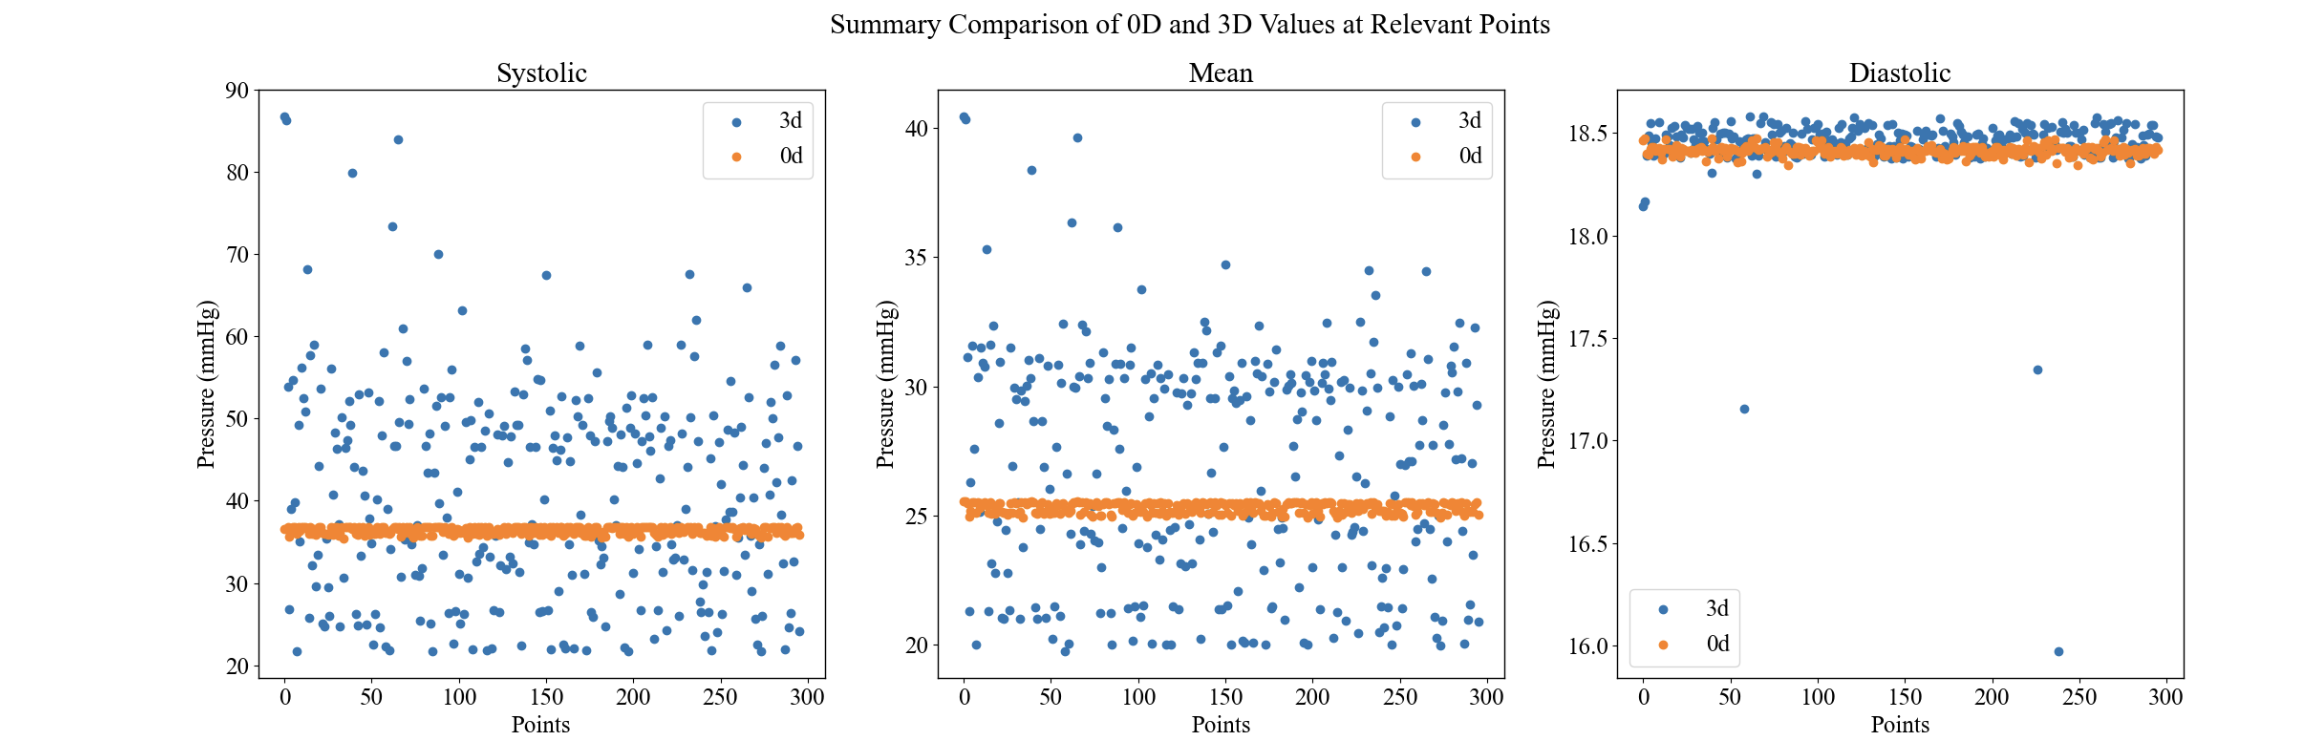 Summary Comparison of 0D and 3D Values at Relevant Points
Systolic
90
80
70
60
50
40
30
20
Pressure (mmHg)
3d
0d
0 50 100 150 200 250 300
Points
Mean
40
35
30
25
20
Pressure (mmHg)
3d
0d
0 50 100 150 200 250 300
Points
Diastolic
18.5
18.0
17.5
17.0
16.5
16.0
Pressure (mmHg)
3d
0d
0 50 100 150 200 250 300
Points